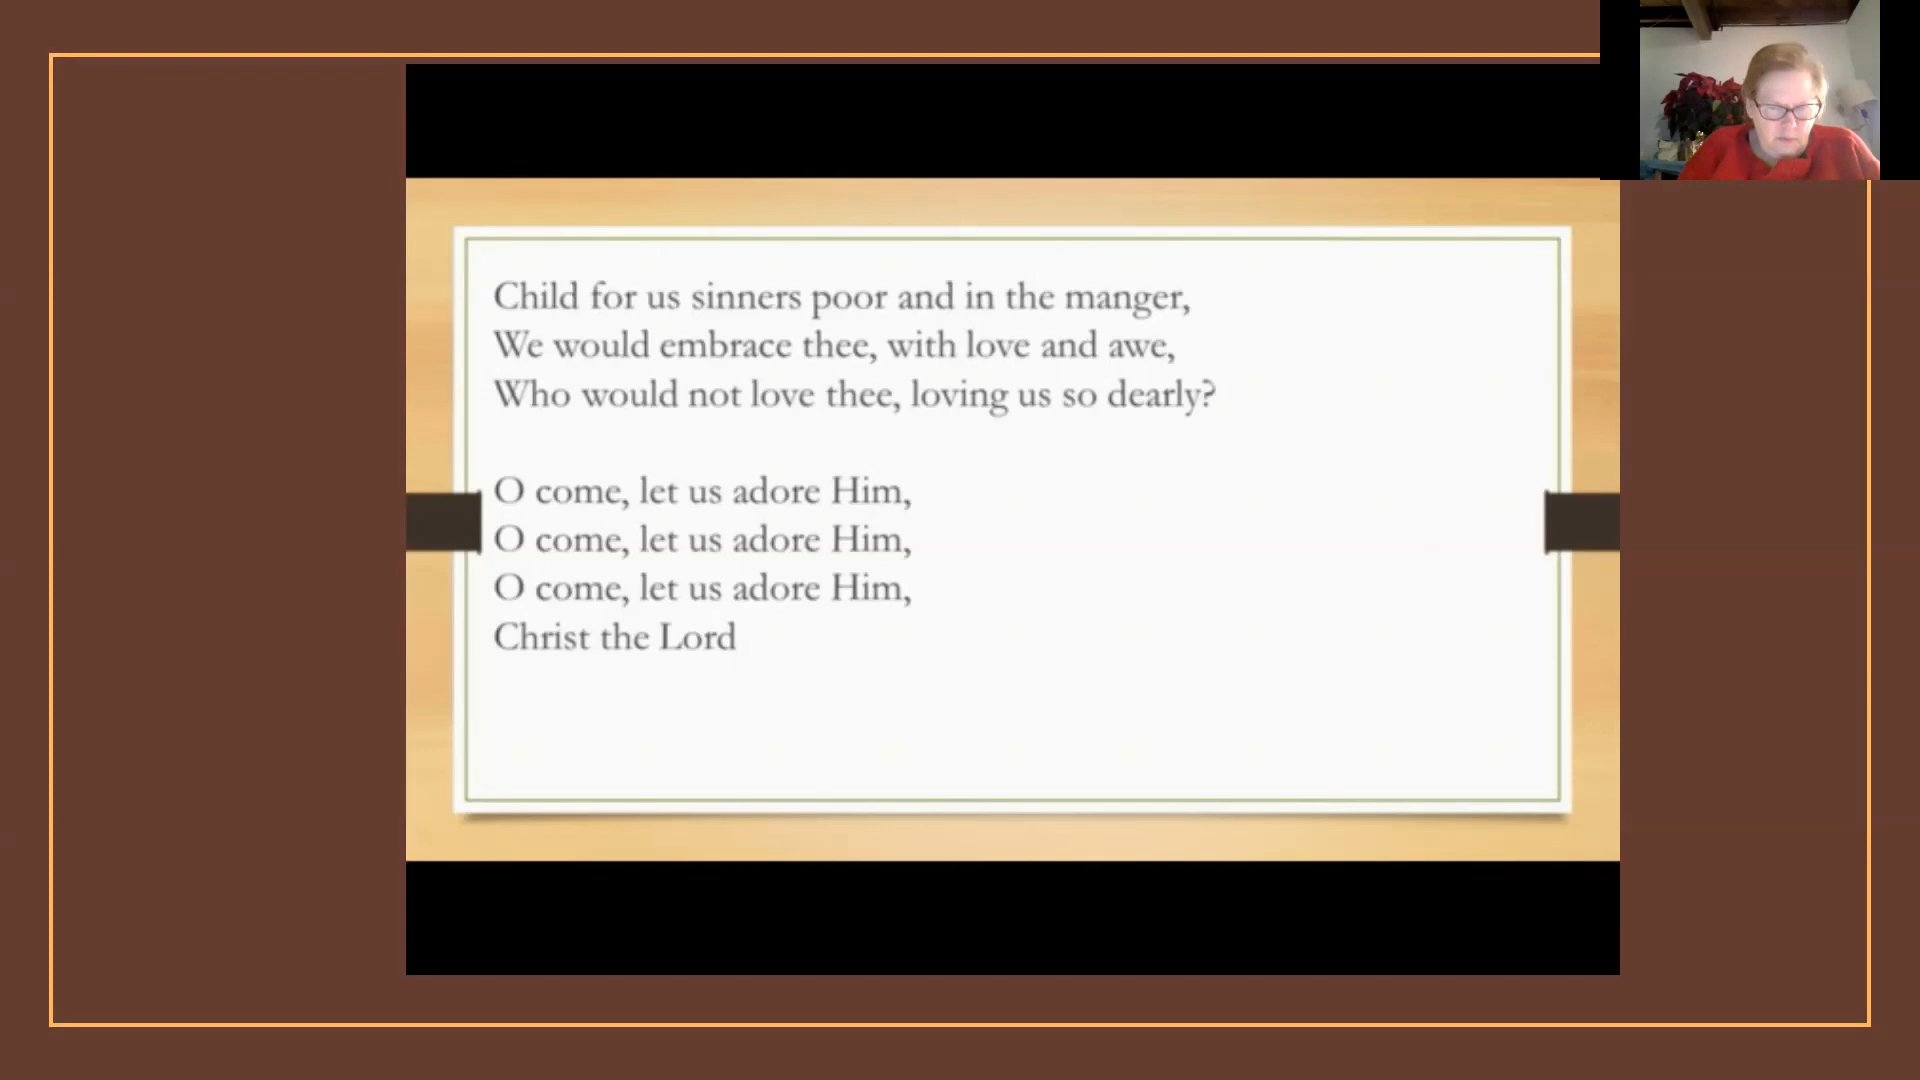 Child for us sinners poor and in the manger,
We would embrace thee, with love and awe,
Who would not love thee, loving us so dearly?
O come, let us adore Him,
O come, let us adore Him,
O come, let us adore Him,
Christ the Lord